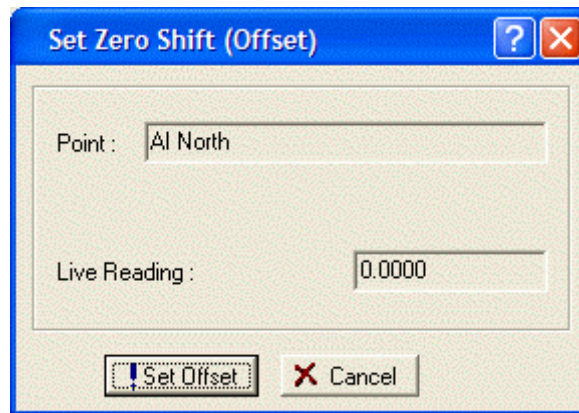 Set Zero Shift (Offset)
?
Point : AI North
Live Reading : 0.0000
Set Offset Cancel